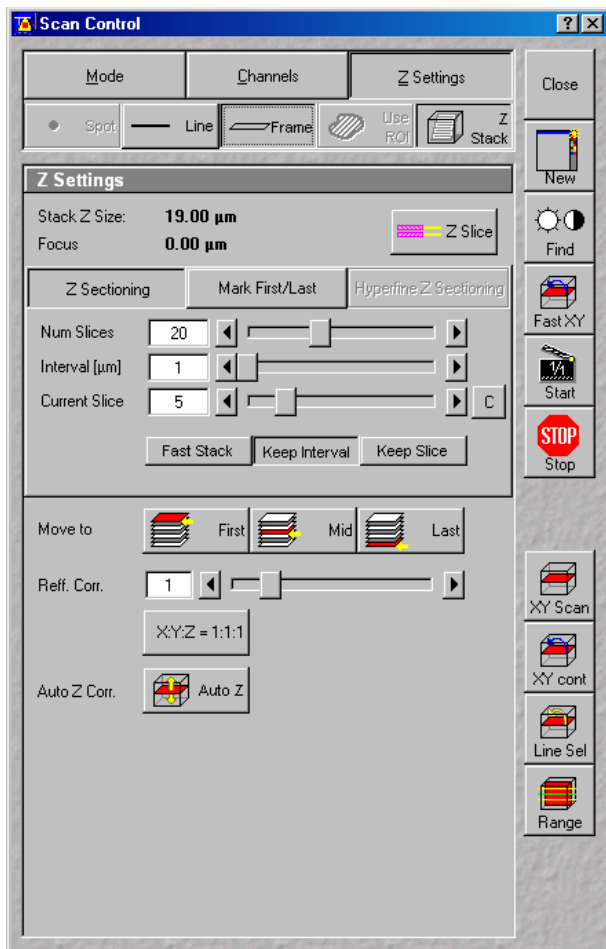 Scan Control
Mode Channels Z Settings
Close
Spot Line Frame Use ROI Z Stack
Z Settings
New
Stack Z Size: 19.00 µm
Focus 0.00 µm
Z Slice
Find
Z Sectioning Mark First/Last Hyperfine Z Sectioning
Fast XY
Num Slices 20
Interval [µm] 1
1/1
Start
Current Slice 5 C
STOP
Stop
Fast Stack Keep Interval Keep Slice
Move to First Mid Last
Reff. Corr. 1
XY Scan
X:Y:Z = 1:1:1
XY cont
Auto Z Corr. Auto Z
Line Sel
Range